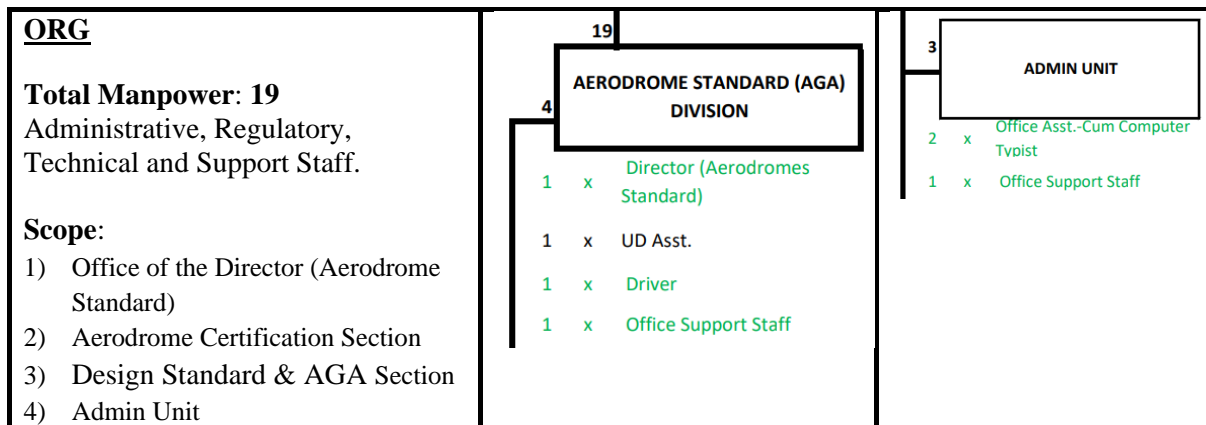 ORG
Total Manpower: 19
Administrative, Regulatory,
Technical and Support Staff.
Scope:
1) Office of the Director (Aerodrome
Standard)
2) Aerodrome Certification Section
3) Design Standard & AGA Section
4) Admin Unit
19
AERODROME STANDARD (AGA)
DIVISION
4
1 x Director (Aerodromes
Standard)
1 x UD Asst.
1 x Driver
1 x Office Support Staff
3
ADMIN UNIT
2 x Office Asst.-Cum Computer
Typist
1 x Office Support Staff